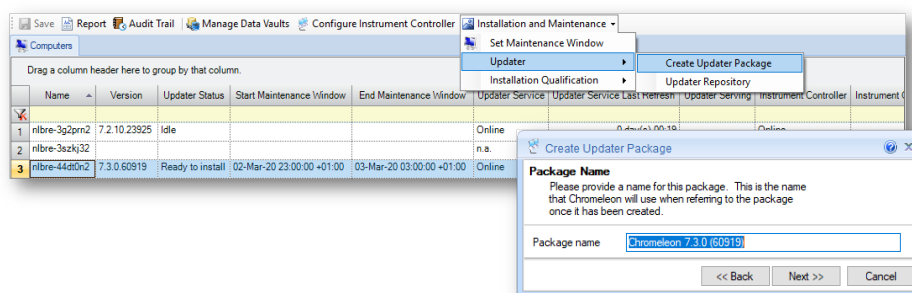 Save Report Audit Trail Manage Data Vaults Configure Instrument Controller Installation and Maintenance
Computers
Set Maintenance Window
Drag a column header here to group by that column.
Updater
Create Updater Package
Installation Qualification
Updater Repository
Name Version Updater Status Start Maintenance Window End Maintenance Window Updater Service Updater Service Last Refresh Updater Serving Instrument Controller Instrument
1 nlbre-3g2prn2 7.2.10.23925 Idle Online 0 day(s) 00:19 Online
2 nlbre-3szkj32 n.a.
3 nlbre-44dt0n2 7.3.0.60919 Ready to install 02-Mar-20 23:00:00 +01:00 03-Mar-20 03:00:00 +01:00 Online
Create Updater Package
Package Name
Please provide a name for this package. This is the name
that Chromeleon will use when referring to the package
once it has been created.
Package name Chromeleon 7.3.0 (60919)
<< Back Next >> Cancel